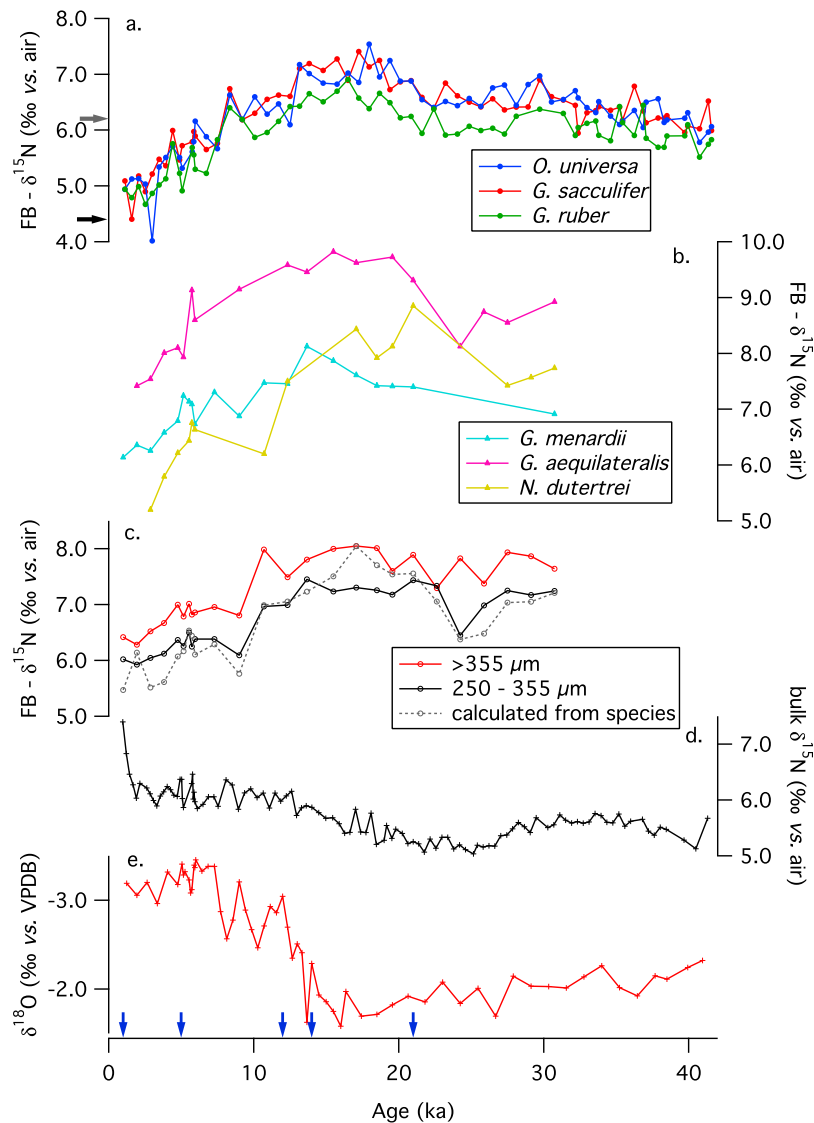 a.
8.0
7.0
6.0
5.0
4.0
FB - δ15N (‰ vs. air)
O. universa
G. sacculifer
G. ruber
b.
10.0
9.0
8.0
7.0
6.0
5.0
FB - δ15N (‰ vs. air)
G. menardii
G. aequilateralis
N. dutertrei
c.
8.0
7.0
6.0
5.0
FB - δ15N (‰ vs. air)
>355 µm
250 - 355 µm
calculated from species
d.
7.0
6.0
5.0
bulk δ15N (‰ vs. air)
e.
-3.0
-2.0
δ18O (‰ vs. VPDB)
0
10
20
30
40
Age (ka)